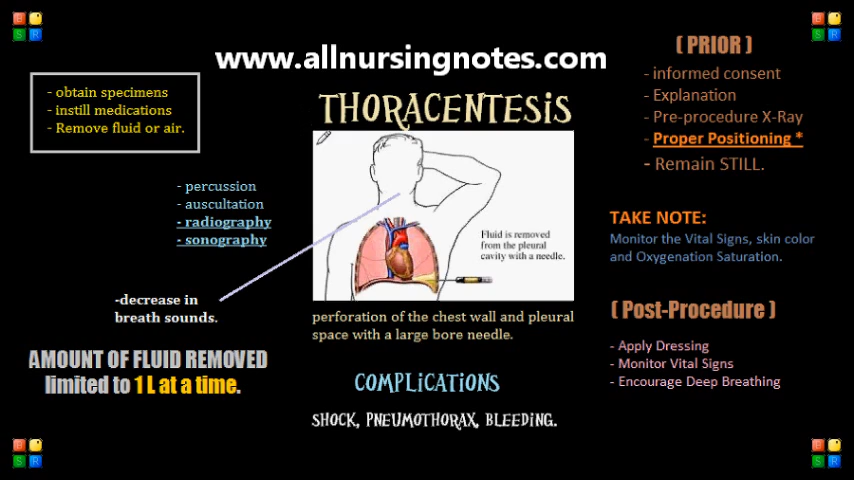 www.allnursingnotes.com
THORACENTESIS
- obtain specimens
- instill medications
- Remove fluid or air.
- percussion
- auscultation
- radiography
- sonography
-decrease in
breath sounds.
AMOUNT OF FLUID REMOVED
limited to 1 L at a time.
Fluid is removed
from the pleural
cavity with a needle.
perforation of the chest wall and pleural
space with a large bore needle.
COMPLICATIONS
SHOCK, PNEUMOTHORAX, BLEEDING.
( PRIOR )
- informed consent
- Explanation
- Pre-procedure X-Ray
- Proper Positioning *
- Remain STILL.
TAKE NOTE:
Monitor the Vital Signs, skin color
and Oxygenation Saturation.
( Post-Procedure )
- Apply Dressing
- Monitor Vital Signs
- Encourage Deep Breathing
B
S R
B
S R
B
S R
B
S R